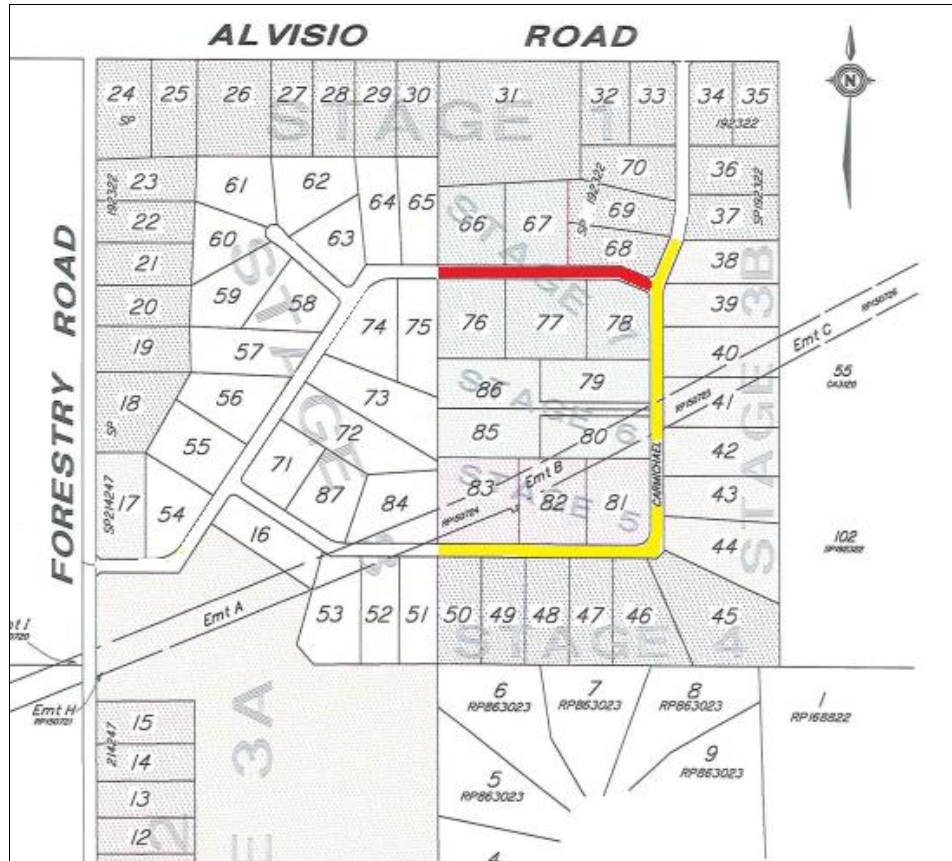 ALVISIO ROAD
24 25 26 27 28 29 30 31 32 33 34 35
SP
192322
N
STAGE 1
23 61 62 64 65 70 36
192322
192322
SP192322
22 60 63 66 67 69 37
SP
68
21 59 58 38
20 74 75 76 77 78 39
19 57 40
18 56 73 86 79 41
SP
55 72 85 80 42
17 54 71 87 84 83 82 81 43
SP214247
16 44
53 52 51 50 49 48 47 46 45
FORESTRY ROAD
STAGE 3
STAGE 7
STAGE 6
STAGE 5
STAGE 4
STAGE 3B
CARMICHAEL
Emt C
RP150726
RP150725
Emt B
RP150724
Emt A
55
102
SP192322
Emt H
RP150721
E 3A
2
15
214247
14
13
12
6
RP863023
7
RP863023
8
RP863023
1
RP168822
9
RP863023
5
RP863023
4